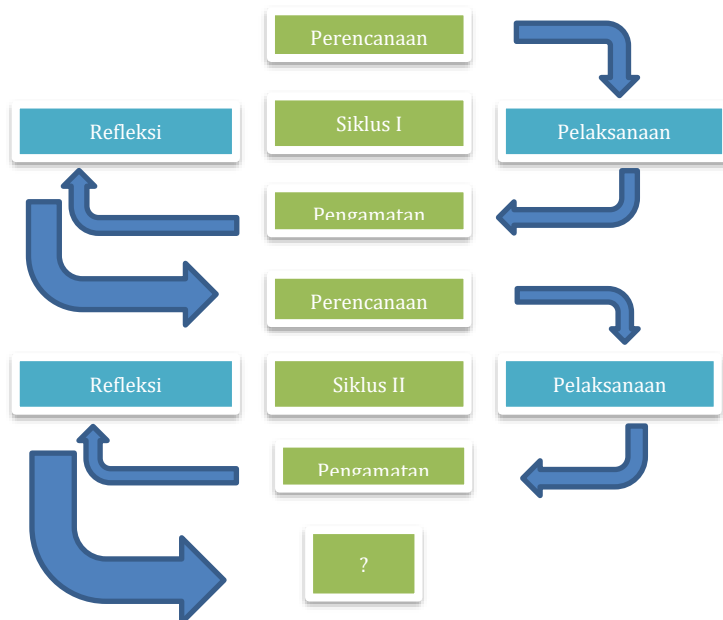 Perencanaan
Refleksi
Siklus I
Pelaksanaan
Pengamatan
Perencanaan
Refleksi
Siklus II
Pelaksanaan
Pengamatan
?